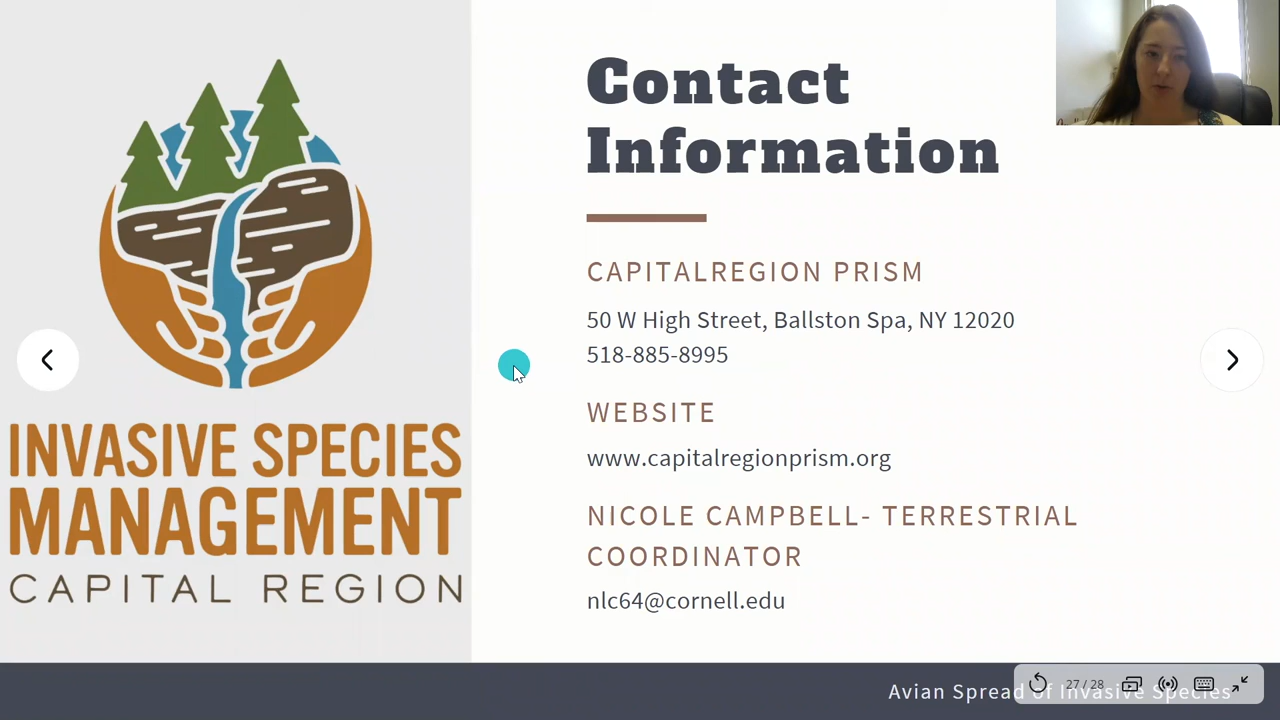 Contact
Information
CAPITALREGION PRISM
50 W High Street, Ballston Spa, NY 12020
518-885-8995
WEBSITE
www.capitalregionprism.org
NICOLE CAMPBELL- TERRESTRIAL
COORDINATOR
nlc64@cornell.edu
INVASIVE SPECIES
MANAGEMENT
CAPITAL REGION
Avian Spread of Invasive Species
27 / 28